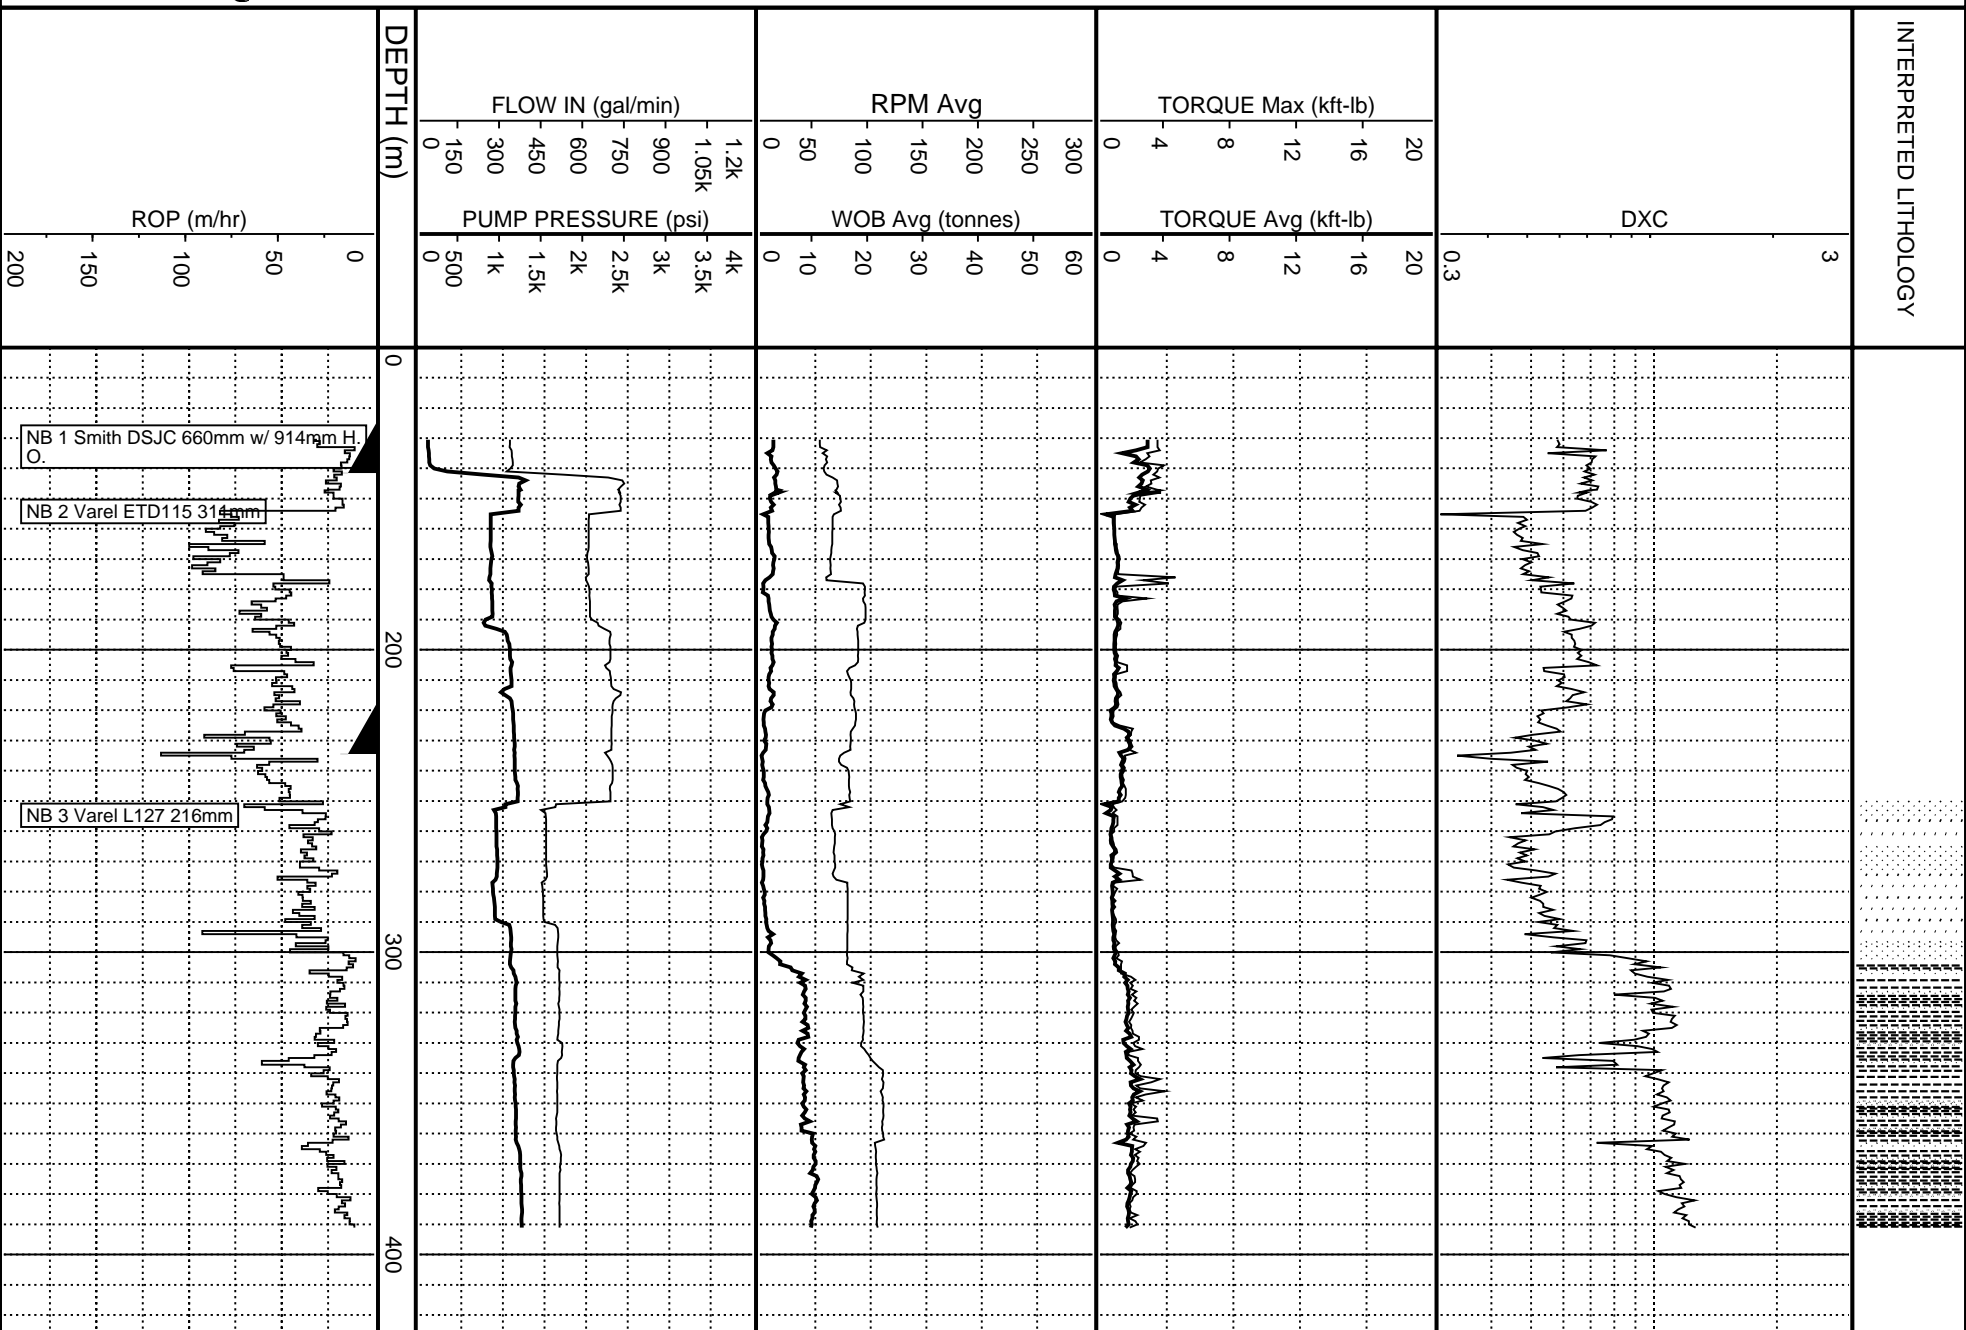 INTERPRETED LITHOLOGY
DEPTH (m)
FLOW IN (gal/min)
0 150 300 450 600 750 900 1.05k 1.2k
PUMP PRESSURE (psi)
0 500 1k 1.5k 2k 2.5k 3k 3.5k 4k
RPM Avg
0 50 100 150 200 250 300
WOB Avg (tonnes)
0 10 20 30 40 50 60
TORQUE Max (kft-lb)
0 4 8 12 16 20
TORQUE Avg (kft-lb)
0 4 8 12 16 20
DXC
0.3 3
ROP (m/hr)
200 150 100 50 0
0
NB 1 Smith DSJC 660mm w/ 914mm H.
O.
NB 2 Varel ETD115 311mm
200
NB 3 Varel L127 216mm
300
400